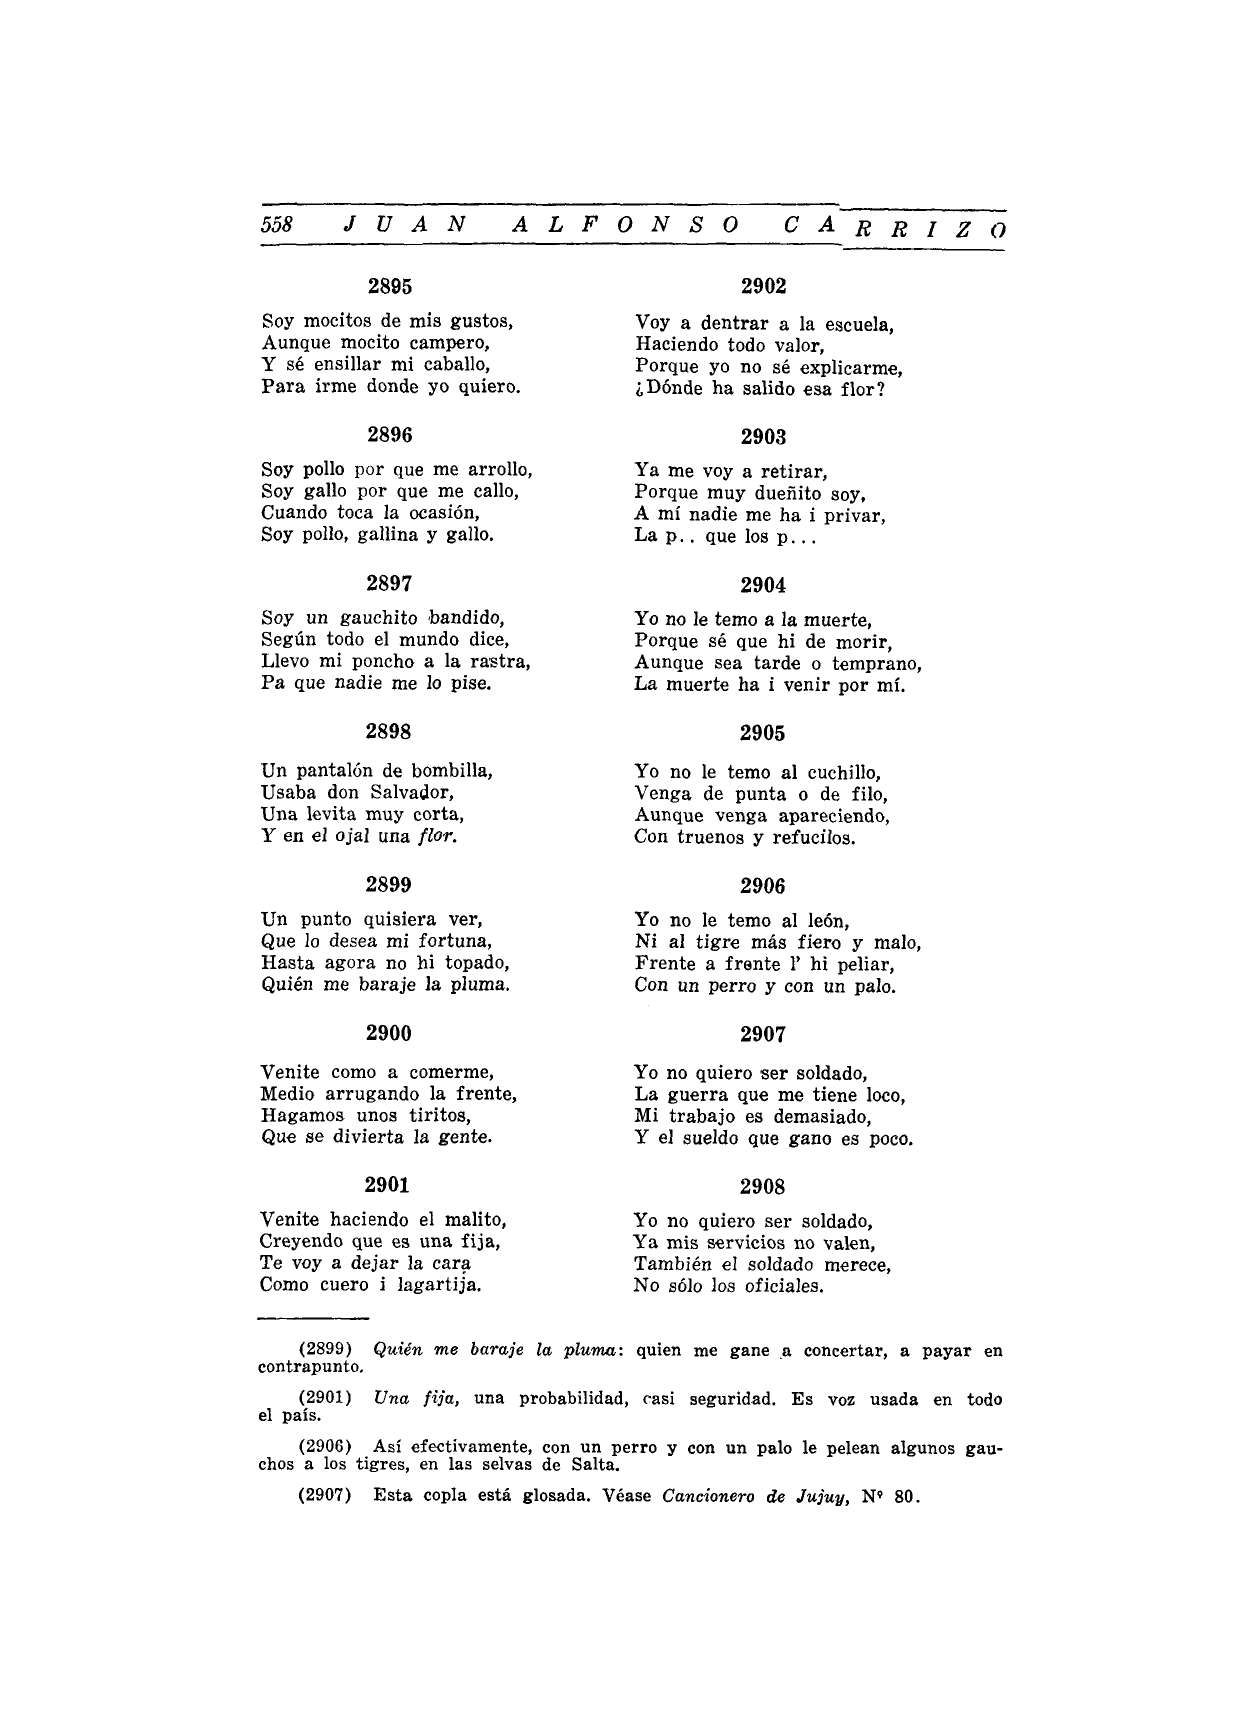 558 JUAN ALFONSO CARRIZO
2895
Soy mocitos de mis gustos,
Aunque mocito campero,
Y sé ensillar mi caballo,
Para irme donde yo quiero.
2896
Soy pollo por que me arrollo,
Soy gallo por que me callo,
Cuando toca la ocasión,
Soy pollo, gallina y gallo.
2897
Soy un gauchito bandido,
Según todo el mundo dice,
Llevo mi poncho a la rastra,
Pa que nadie me lo pise.
2898
Un pantalón de bombilla,
Usaba don Salvador,
Una levita muy corta,
Y en el ojal una flor.
2899
Un punto quisiera ver,
Que lo desea mi fortuna,
Hasta agora no hi topado,
Quién me baraje la pluma.
2900
Venite como a comerme,
Medio arrugando la frente,
Hagamos unos tiritos,
Que se divierta la gente.
2901
Venite haciendo el malito,
Creyendo que es una fija,
Te voy a dejar la cara
Como cuero i lagartija.
2902
Voy a dentrar a la escuela,
Haciendo todo valor,
Porque yo no sé explicarme,
¿Dónde ha salido esa flor?
2903
Ya me voy a retirar,
Porque muy dueñito soy,
A mí nadie me ha i privar,
La p.. que los p...
2904
Yo no le temo a la muerte,
Porque sé que hi de morir,
Aunque sea tarde o temprano,
La muerte ha i venir por mí.
2905
Yo no le temo al cuchillo,
Venga de punta o de filo,
Aunque venga apareciendo,
Con truenos y refucilos.
2906
Yo no le temo al león,
Ni al tigre más fiero y malo,
Frente a frente l' hi peliar,
Con un perro y con un palo.
2907
Yo no quiero ser soldado,
La guerra que me tiene loco,
Mi trabajo es demasiado,
Y el sueldo que gano es poco.
2908
Yo no quiero ser soldado,
Ya mis servicios no valen,
También el soldado merece,
No sólo los oficiales.
(2899) Quién me baraje la pluma: quien me gane a concertar, a payar en
contrapunto.
(2901) Una fija, una probabilidad, casi seguridad. Es voz usada en todo
el país.
(2906) Así efectivamente, con un perro y con un palo le pelean algunos gau-
chos a los tigres, en las selvas de Salta.
(2907) Esta copla está glosada. Véase Cancionero de Jujuy, Nº 80.